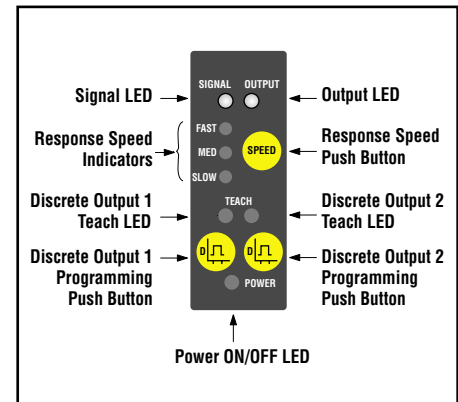 SIGNAL OUTPUT
Signal LED
Output LED
FAST
MED
SLOW
Response Speed
Indicators
SPEED
Response Speed
Push Button
TEACH
Discrete Output 1
Teach LED
Discrete Output 2
Teach LED
Discrete Output 1
Programming
Push Button
D
D
Discrete Output 2
Programming
Push Button
POWER
Power ON/OFF LED